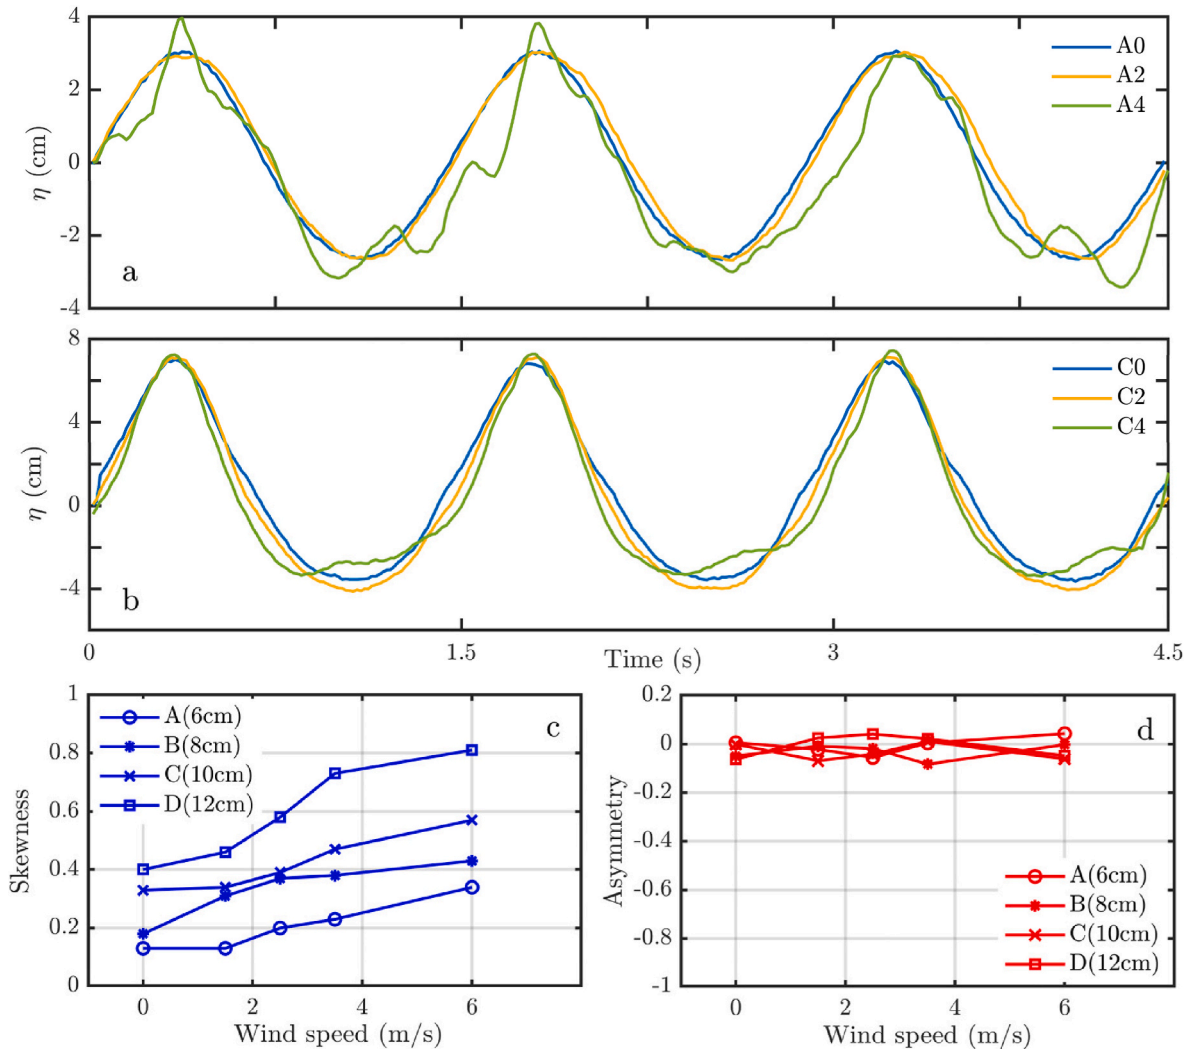 4
2
0
-2
-4
η (cm)
A0
A2
A4
a
8
4
0
-4
η (cm)
C0
C2
C4
b
0
1.5
Time (s)
3
4.5
1
0.8
0.6
0.4
0.2
0
Skewness
A(6cm)
B(8cm)
C(10cm)
D(12cm)
c
0
2
4
6
Wind speed (m/s)
0.2
0
-0.2
-0.4
-0.6
-0.8
-1
Asymmetry
d
A(6cm)
B(8cm)
C(10cm)
D(12cm)
0
2
4
6
Wind speed (m/s)